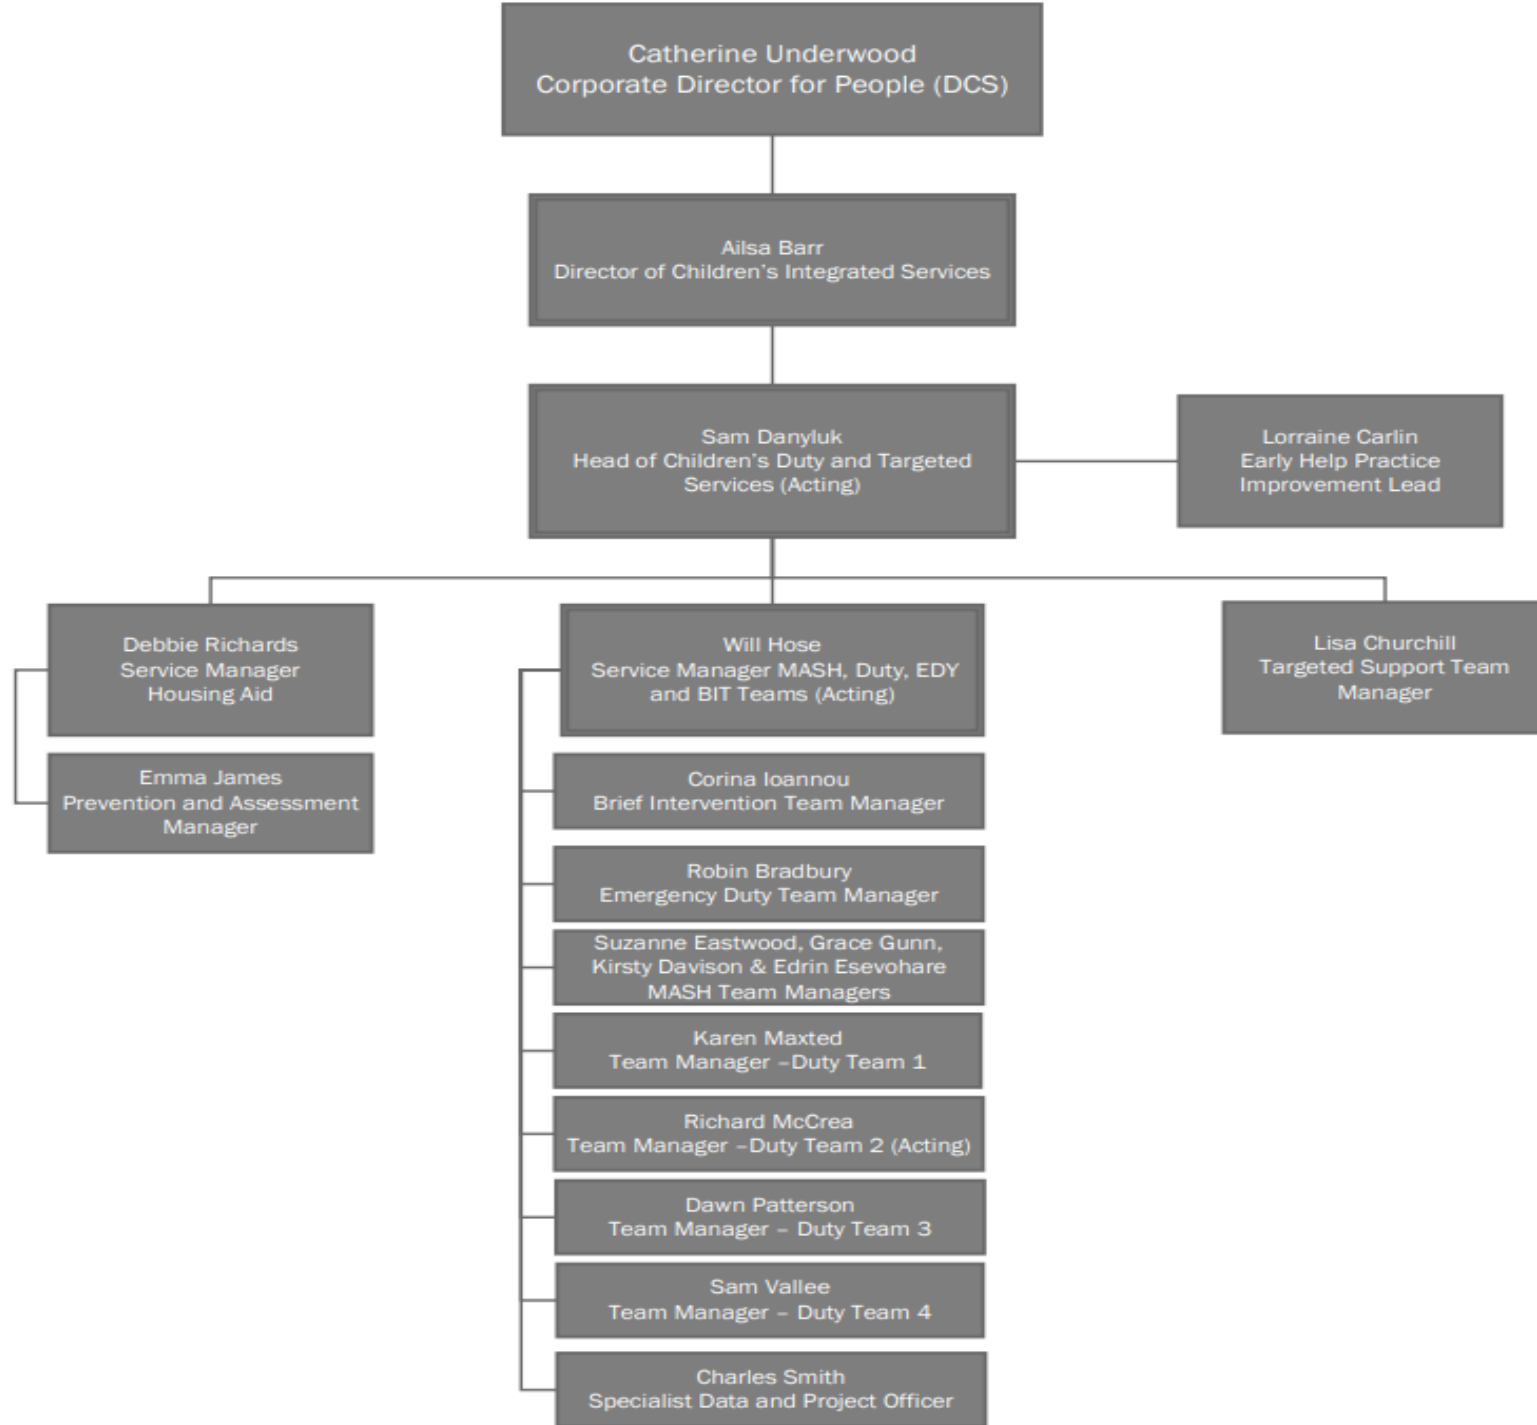 Catherine Underwood
Corporate Director for People (DCS)
Ailsa Barr
Director of Children’s Integrated Services
Sam Danyluk
Head of Children’s Duty and Targeted
Services (Acting)
Lorraine Carlin
Early Help Practice
Improvement Lead
Debbie Richards
Service Manager
Housing Aid
Emma James
Prevention and Assessment
Manager
Will Hose
Service Manager MASH, Duty, EDY
and BIT Teams (Acting)
Corina Ioannou
Brief Intervention Team Manager
Robin Bradbury
Emergency Duty Team Manager
Suzanne Eastwood, Grace Gunn,
Kirsty Davison & Edrin Esevohare
MASH Team Managers
Karen Maxted
Team Manager –Duty Team 1
Richard McCrea
Team Manager –Duty Team 2 (Acting)
Dawn Patterson
Team Manager – Duty Team 3
Sam Vallee
Team Manager – Duty Team 4
Charles Smith
Specialist Data and Project Officer
Lisa Churchill
Targeted Support Team
Manager